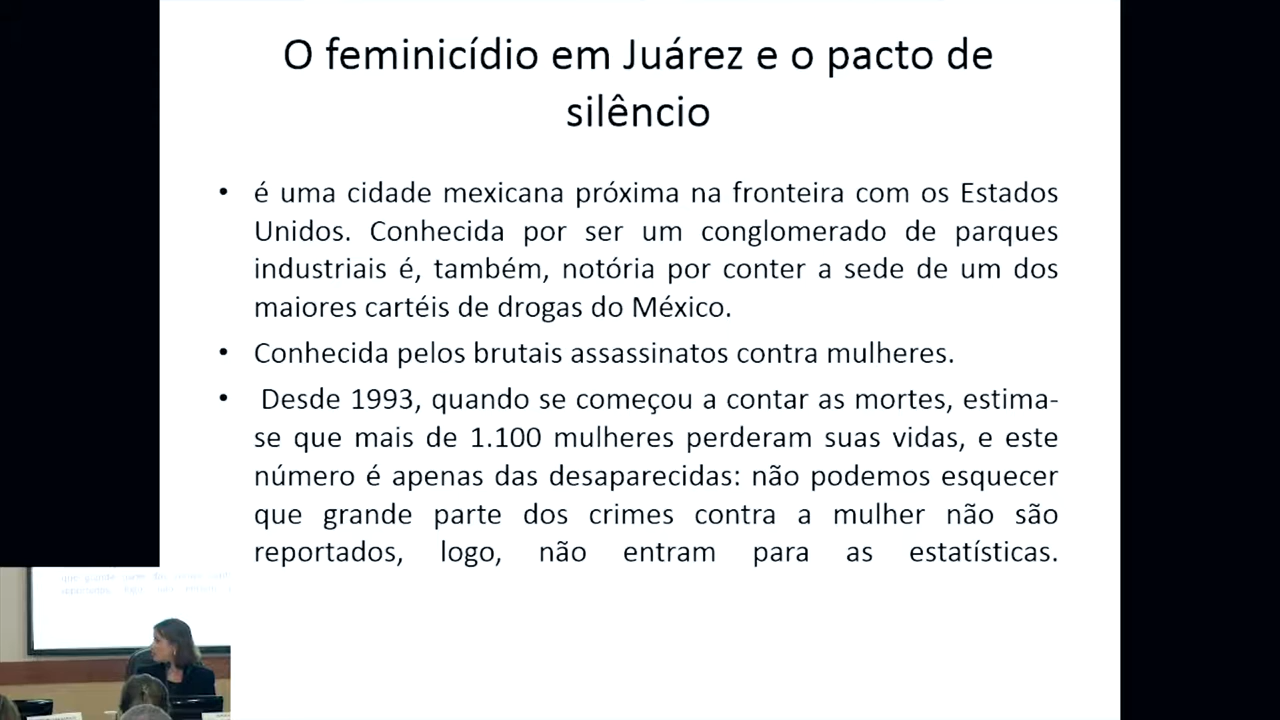 O feminicídio em Juárez e o pacto de
silêncio
• é uma cidade mexicana próxima na fronteira com os Estados
Unidos. Conhecida por ser um conglomerado de parques
industriais é, também, notória por conter a sede de um dos
maiores cartéis de drogas do México.
• Conhecida pelos brutais assassinatos contra mulheres.
• Desde 1993, quando se começou a contar as mortes, estima-
se que mais de 1.100 mulheres perderam suas vidas, e este
número é apenas das desaparecidas: não podemos esquecer
que grande parte dos crimes contra a mulher não são
reportados, logo, não entram para as estatísticas.